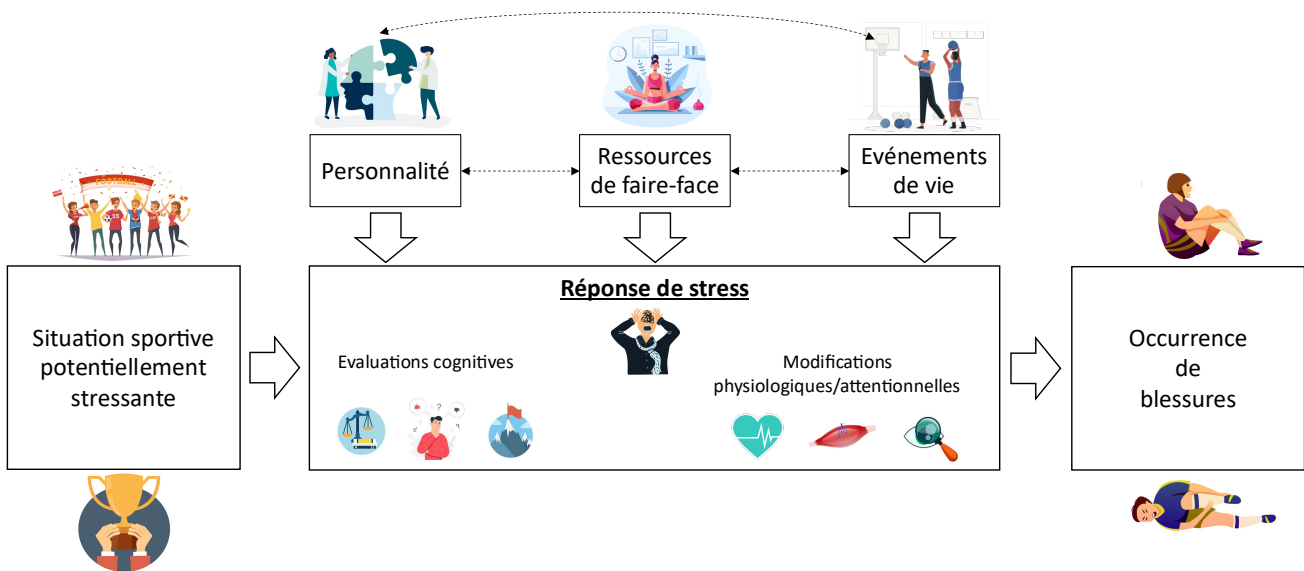 Personnalité
Ressources
de faire-face
Evénements
de vie
FOOTBALL
Situation sportive
potentiellement
stressante
Réponse de stress
Evaluations cognitives
Modifications
physiologiques/attentionnelles
Occurrence
de
blessures